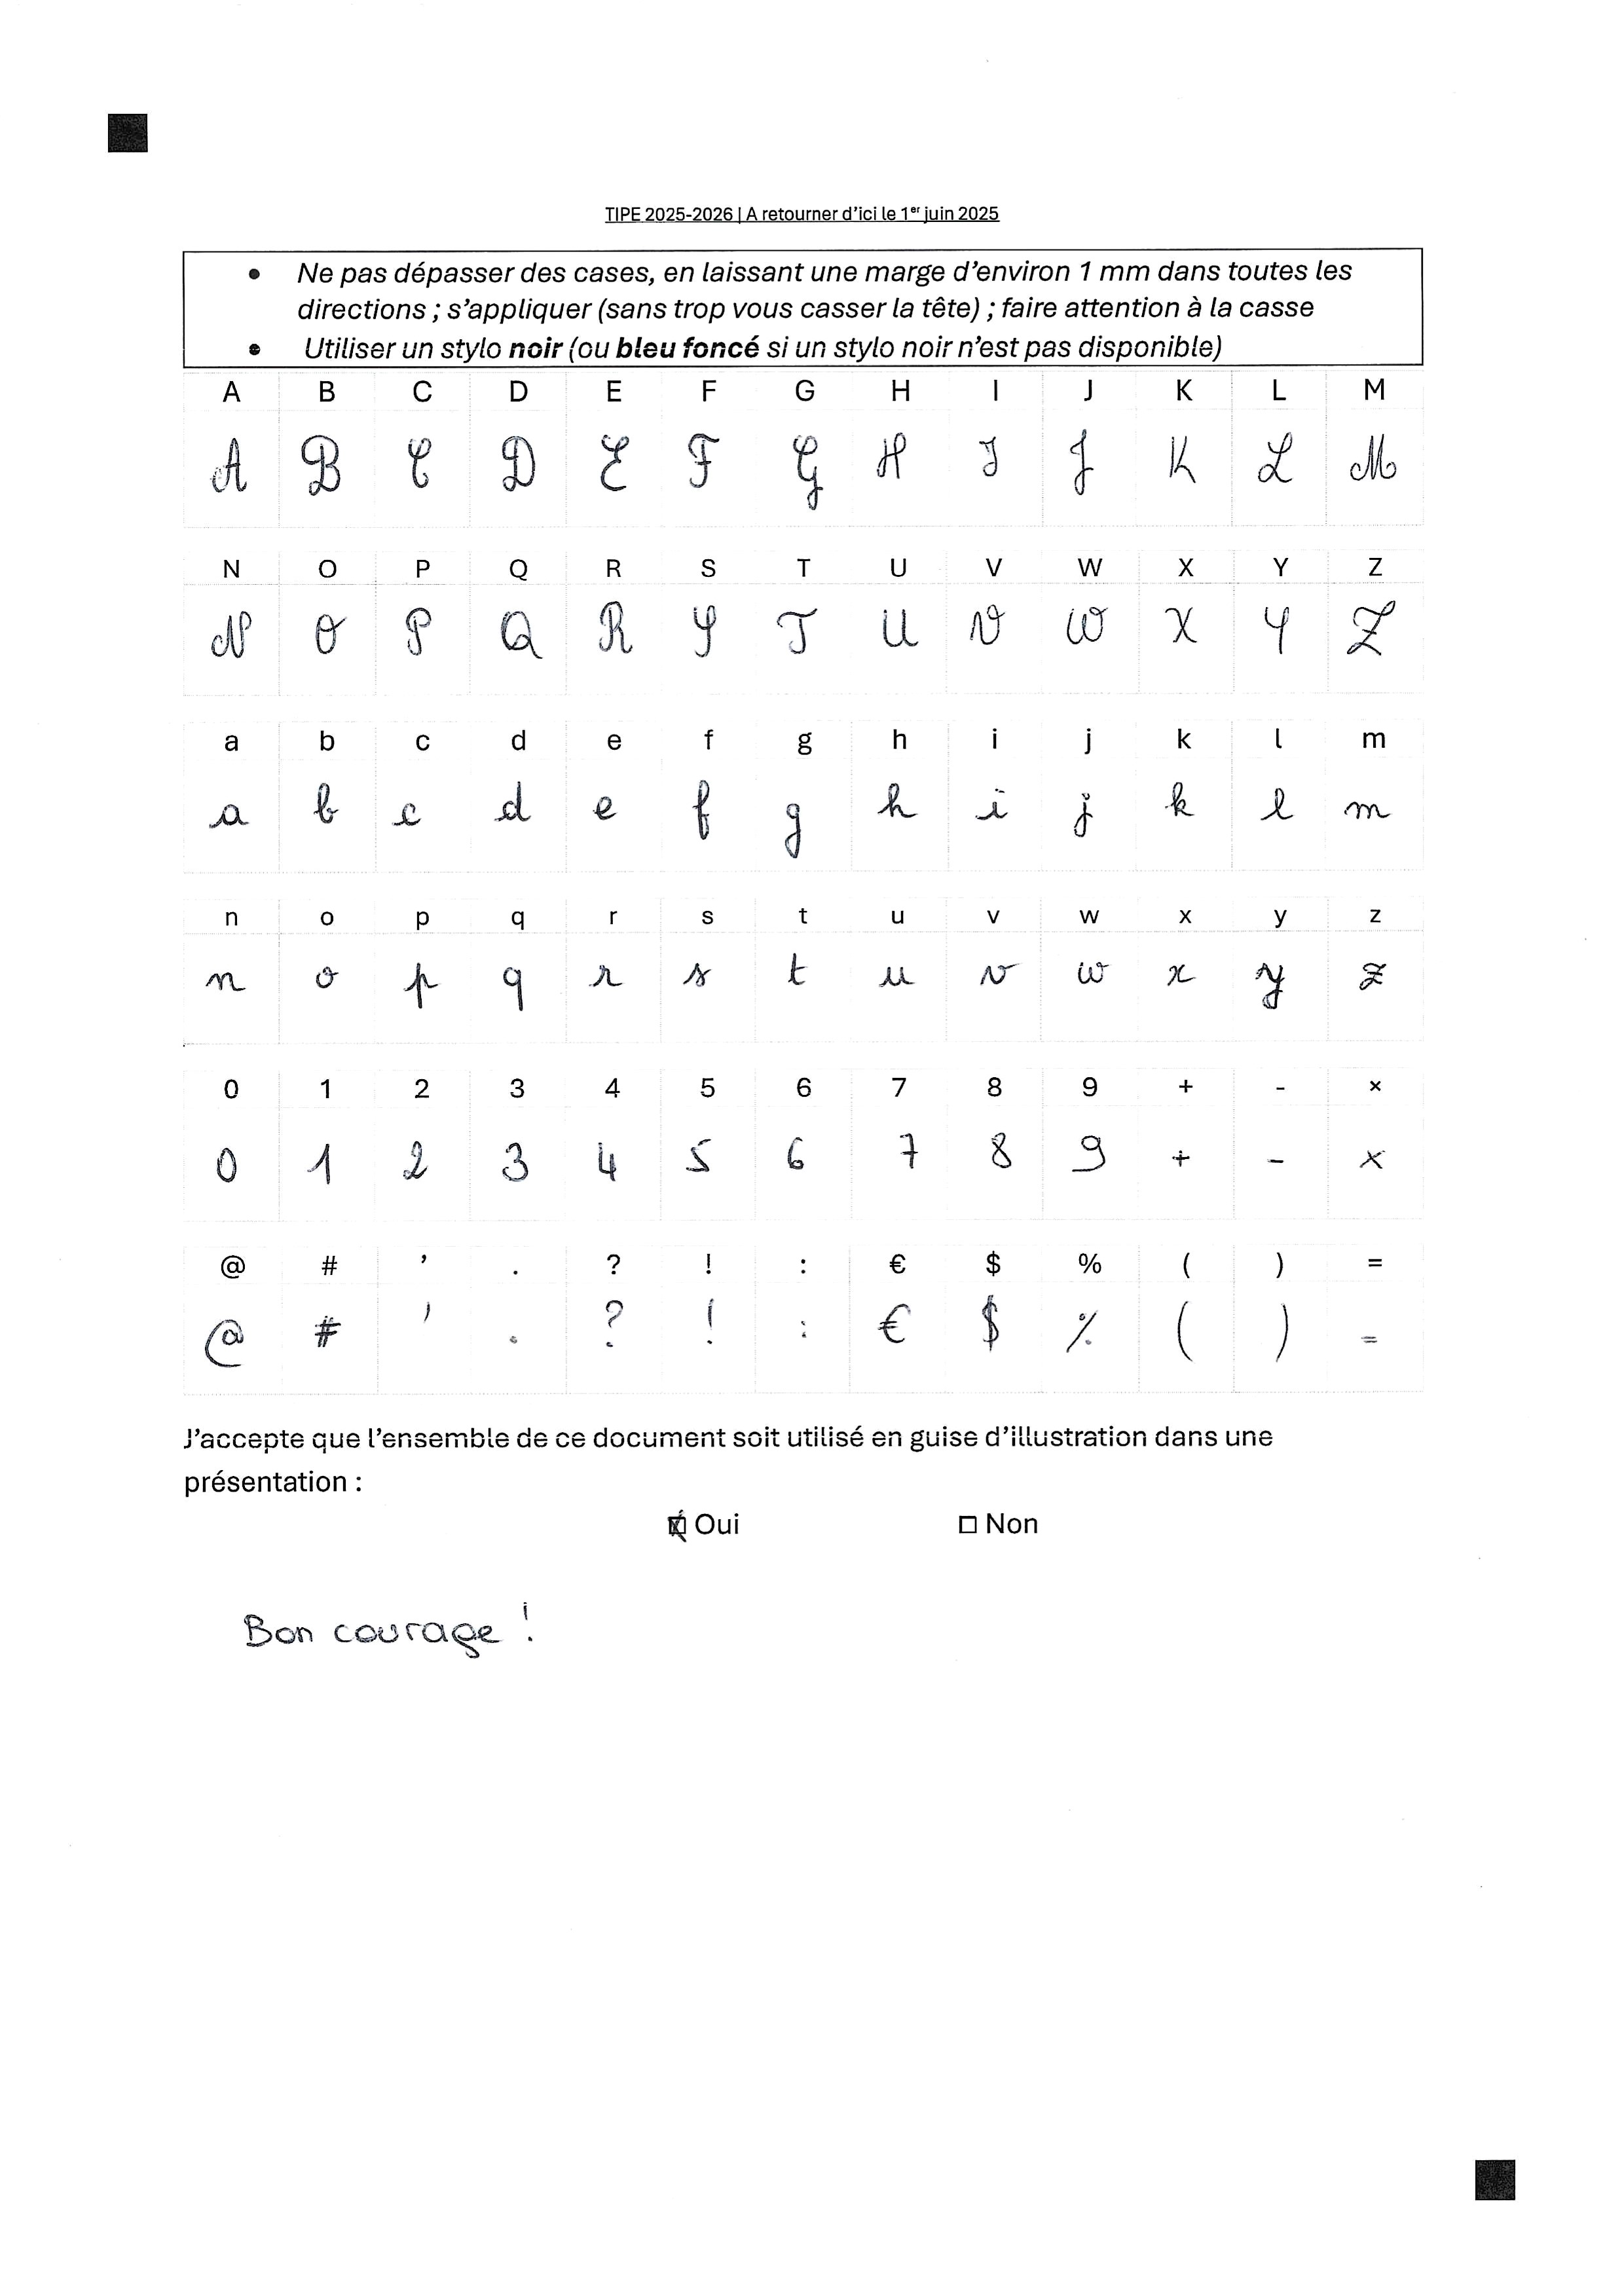 TIPE 2025-2026 | A retourner d'ici le 1er juin 2025
• Ne pas dépasser des cases, en laissant une marge d'environ 1 mm dans toutes les
directions ; s'appliquer (sans trop vous casser la tête) ; faire attention à la casse
• Utiliser un stylo noir (ou bleu foncé si un stylo noir n'est pas disponible)
A B C D E F G H I J K L M
A B C D E F G H I J K L M
N O P Q R S T U V W X Y Z
N O P Q R S T U V W X Y Z
a b c d e f g h i j k l m
a b c d e f g h i j k l m
n o p q r s t u v w x y z
n o p q r s t u v w x y z
0 1 2 3 4 5 6 7 8 9 + - ×
0 1 2 3 4 5 6 7 8 9 + - ×
@ # ’ . ? ! : € $ % ( ) =
@ # ' . ? ! : € $ % ( ) =
J'accepte que l'ensemble de ce document soit utilisé en guise d'illustration dans une
présentation :
☒ Oui ☐ Non
Bon courage !